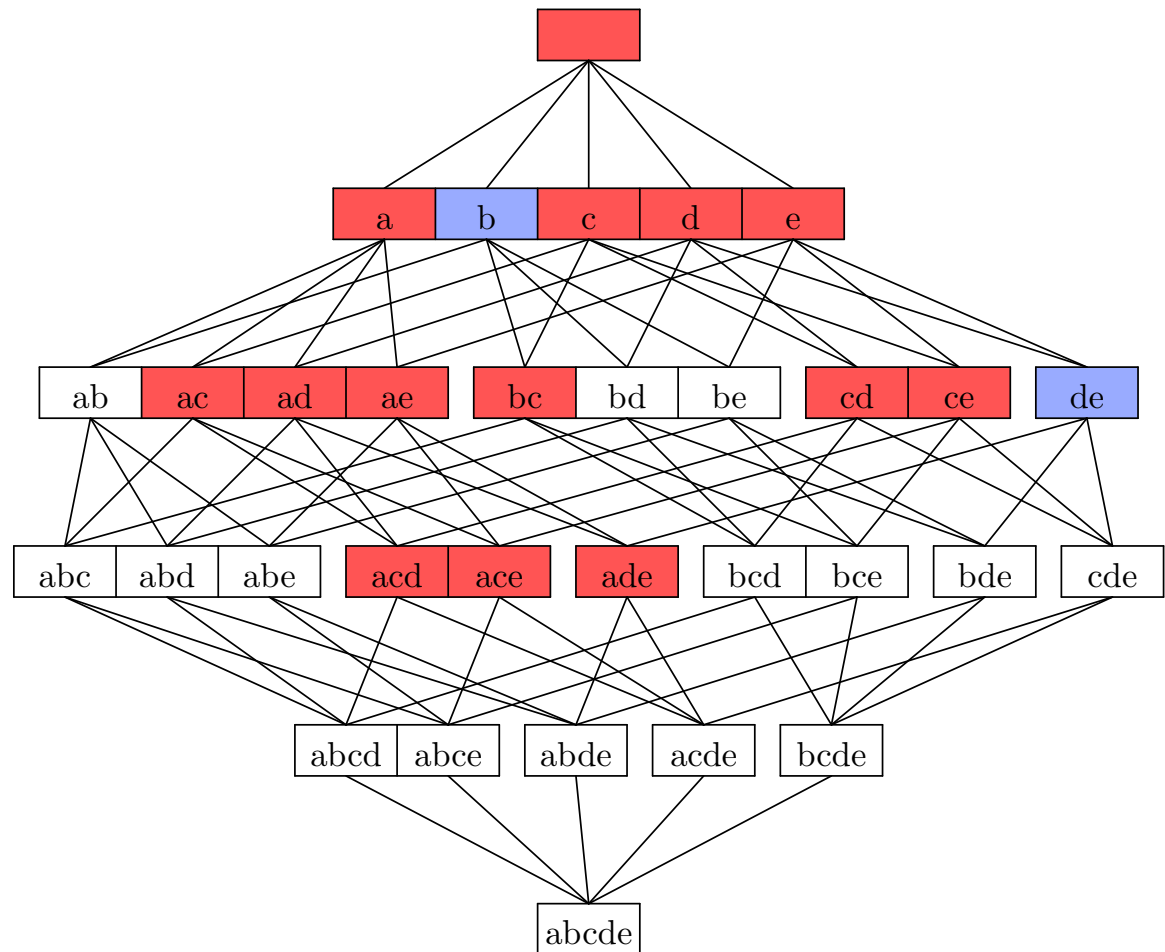 a b c d e
ab ac ad ae bc bd be cd ce de
abc abd abe acd ace ade bcd bce bde cde
abcd abce abde acde bcde
abcde